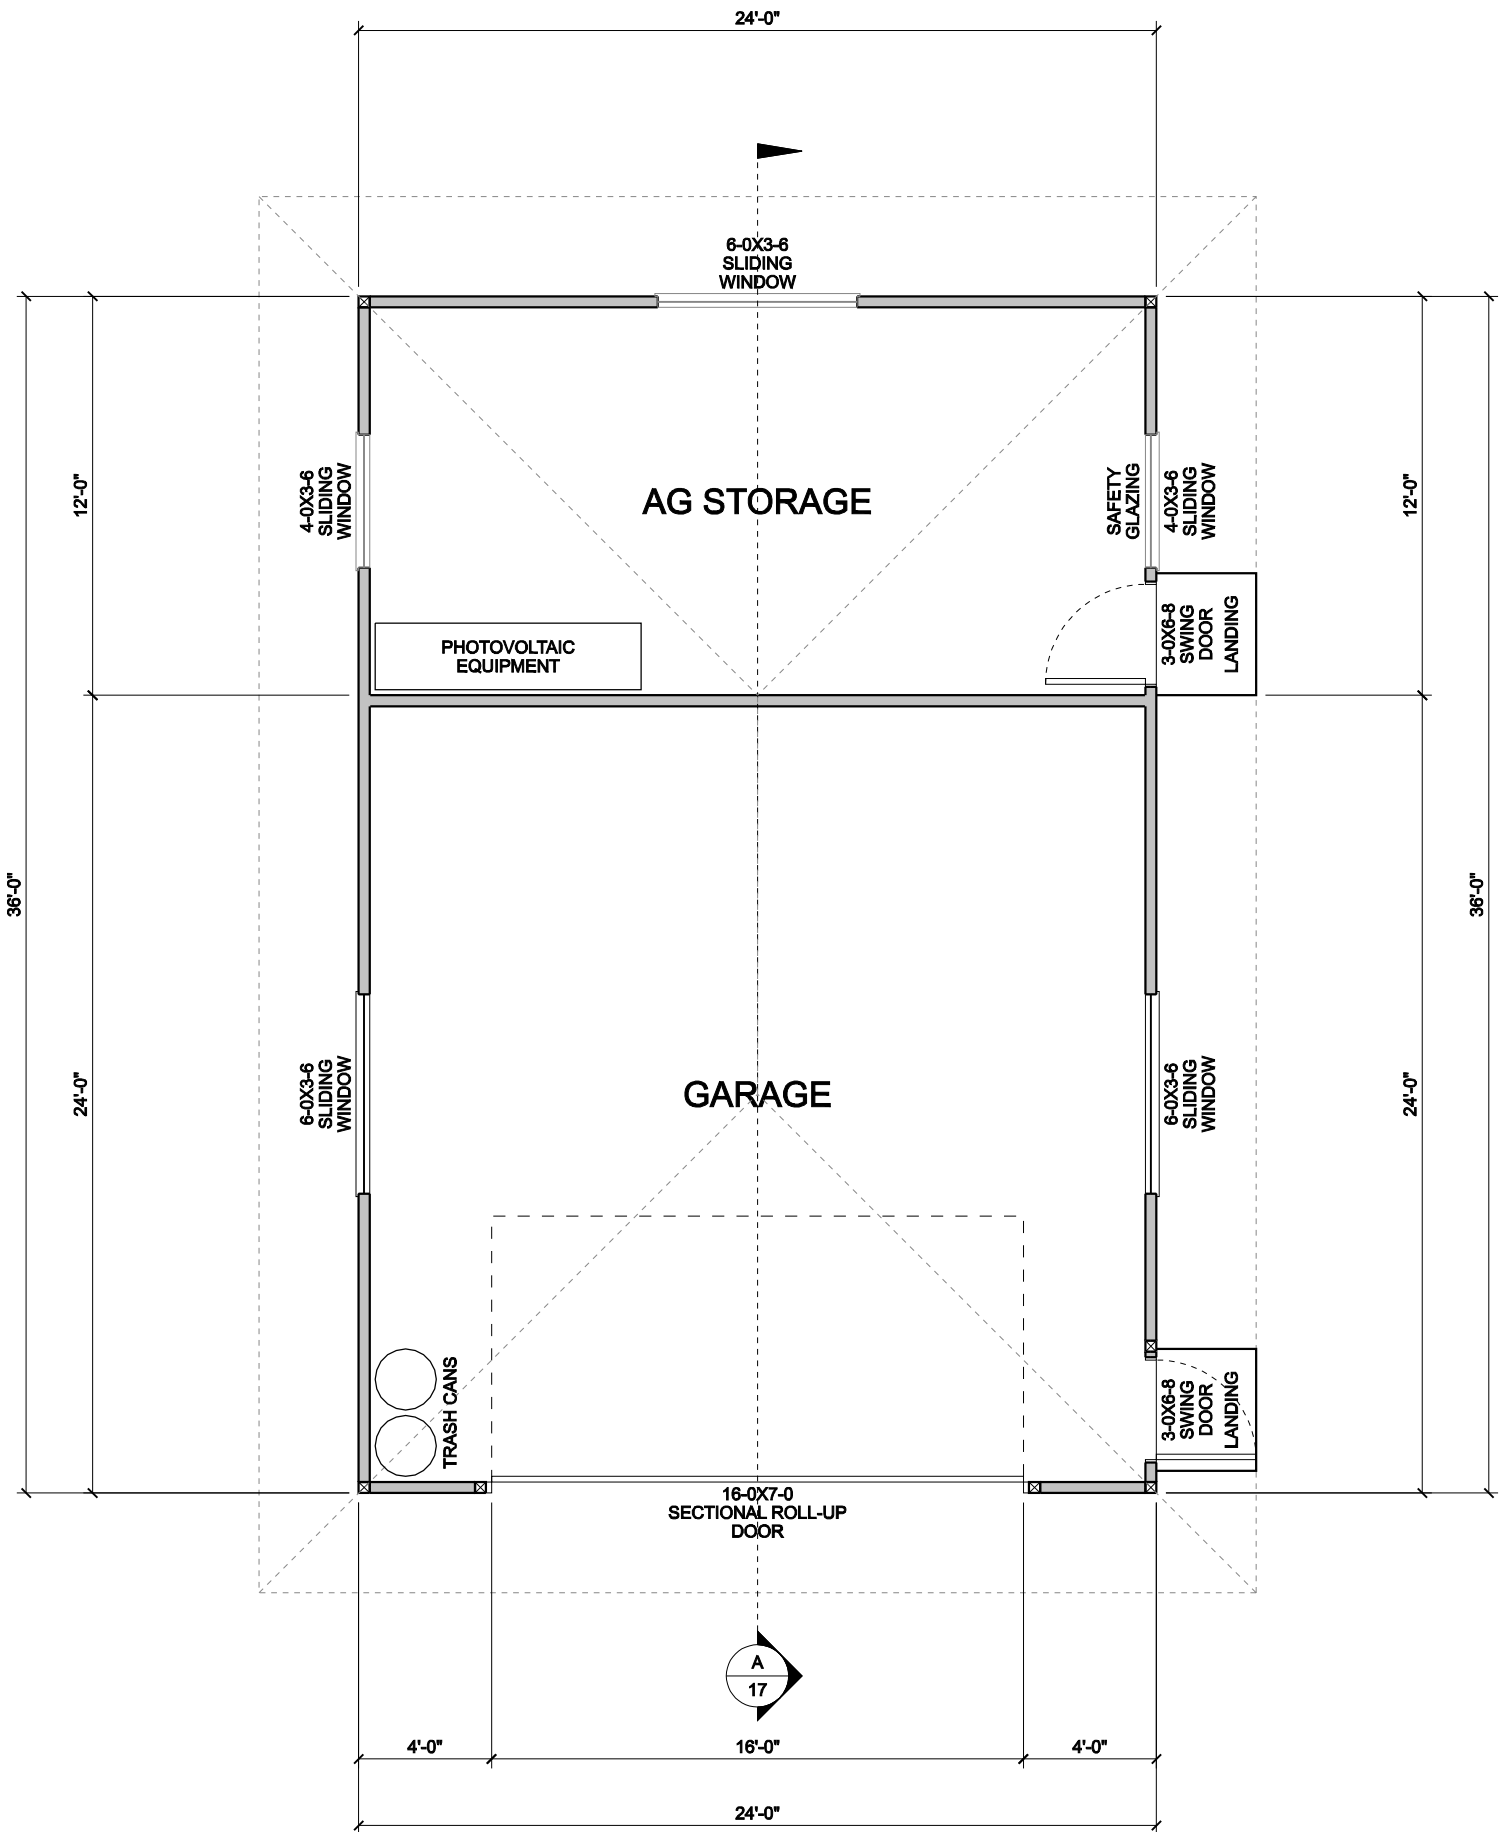 24'-0"
6-0X3-6
SLIDING
WINDOW
12'-0"
4-0X3-6
SLIDING
WINDOW
AG STORAGE
SAFETY
GLAZING
4-0X3-6
SLIDING
WINDOW
12'-0"
PHOTOVOLTAIC
EQUIPMENT
3-0X6-8
SWING
DOOR
LANDING
36'-0"
36'-0"
24'-0"
6-0X3-6
SLIDING
WINDOW
GARAGE
6-0X3-6
SLIDING
WINDOW
24'-0"
TRASH CANS
3-0X6-8
SWING
DOOR
LANDING
16-0X7-0
SECTIONAL ROLL-UP
DOOR
A
17
4'-0"
16'-0"
4'-0"
24'-0"